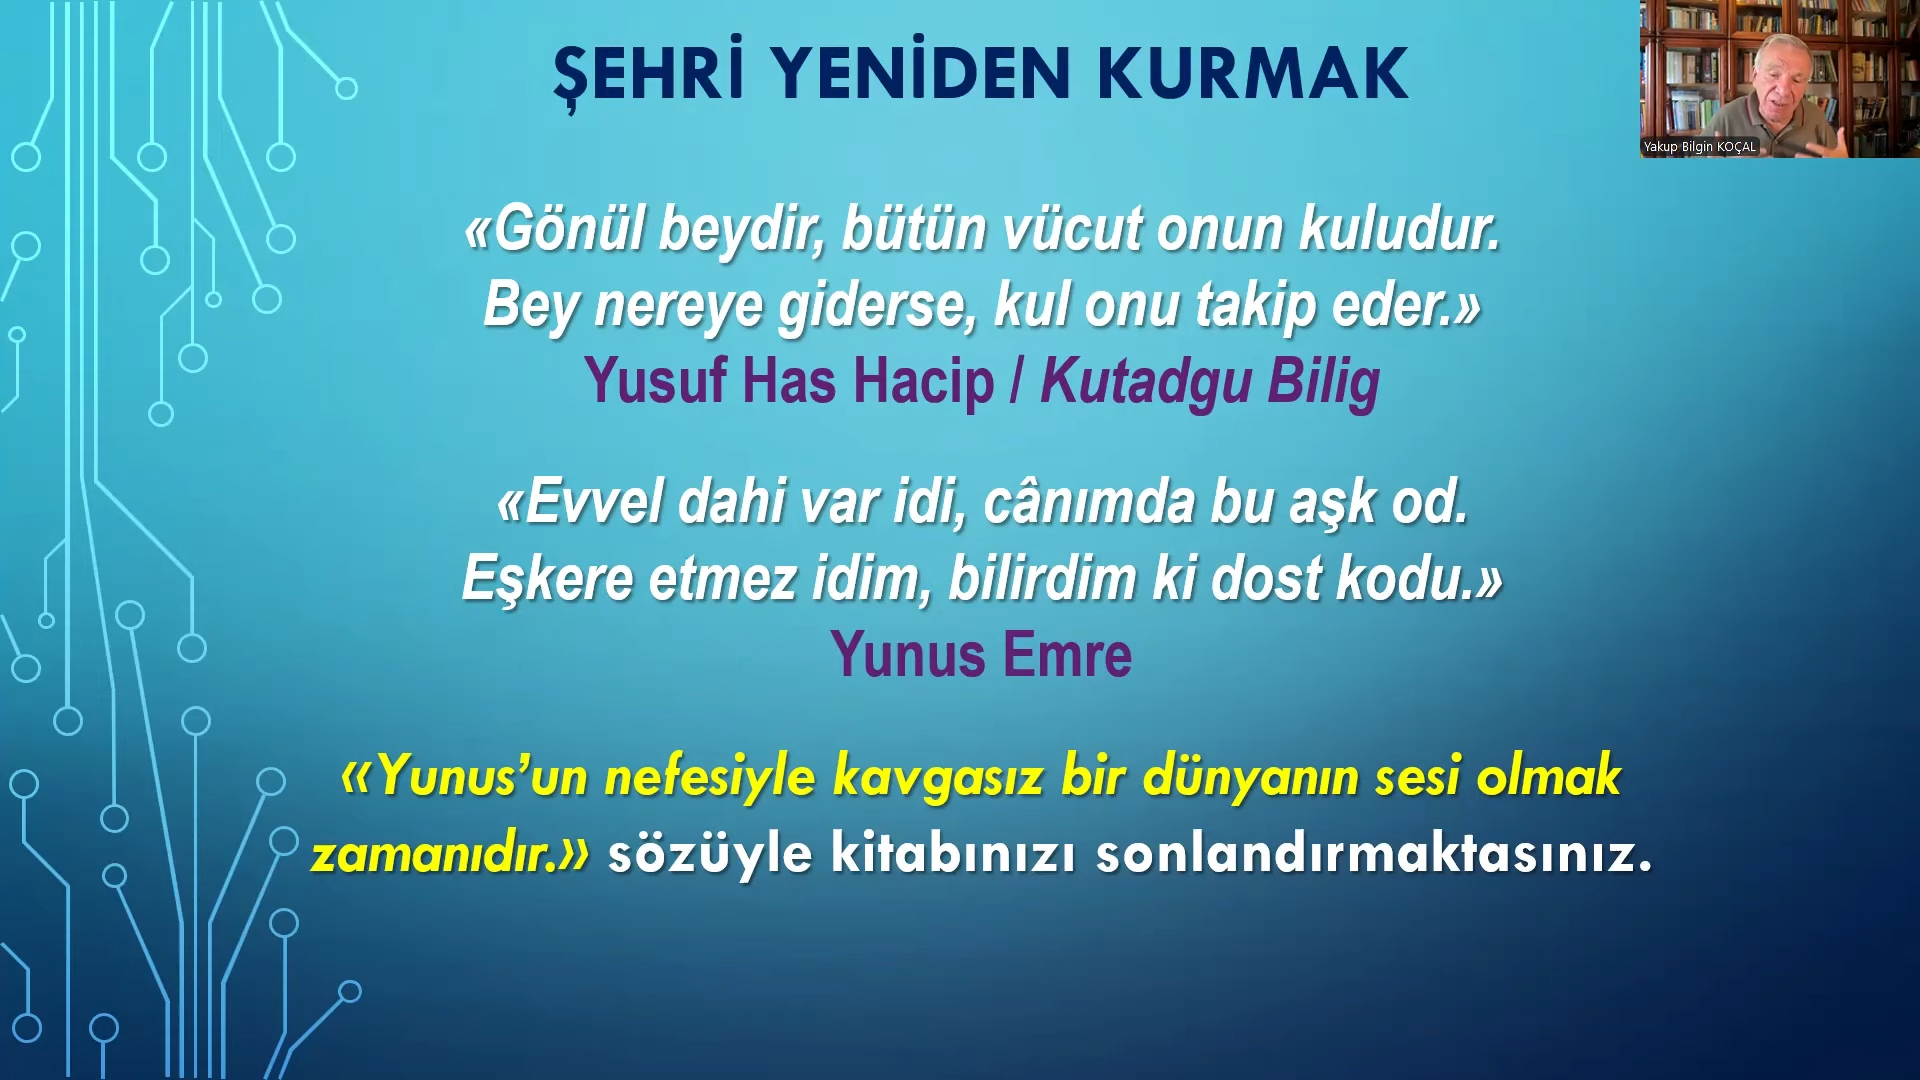 ŞEHRİ YENİDEN KURMAK
Yakup Bilgin KOÇAL
«Gönül beydir, bütün vücut onun kuludur.
Bey nereye giderse, kul onu takip eder.»
Yusuf Has Hacip / Kutadgu Bilig
«Evvel dahi var idi, cânımda bu aşk od.
Eşkere etmez idim, bilirdim ki dost kodu.»
Yunus Emre
«Yunus’un nefesiyle kavgasız bir dünyanın sesi olmak
zamanıdır.» sözüyle kitabınızı sonlandırmaktasınız.